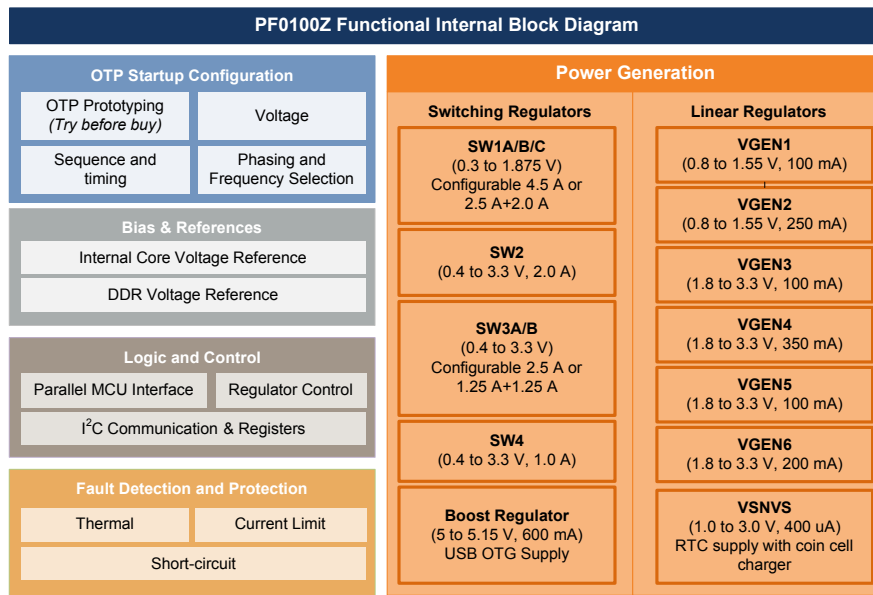 PF0100Z Functional Internal Block Diagram
OTP Startup Configuration
OTP Prototyping
(Try before buy)
Voltage
Sequence and
timing
Phasing and
Frequency Selection
Bias & References
Internal Core Voltage Reference
DDR Voltage Reference
Logic and Control
Parallel MCU Interface
Regulator Control
I²C Communication & Registers
Fault Detection and Protection
Thermal
Current Limit
Short-circuit
Power Generation
Switching Regulators
SW1A/B/C
(0.3 to 1.875 V)
Configurable 4.5 A or
2.5 A+2.0 A
SW2
(0.4 to 3.3 V, 2.0 A)
SW3A/B
(0.4 to 3.3 V)
Configurable 2.5 A or
1.25 A+1.25 A
SW4
(0.4 to 3.3 V, 1.0 A)
Boost Regulator
(5 to 5.15 V, 600 mA)
USB OTG Supply
Linear Regulators
VGEN1
(0.8 to 1.55 V, 100 mA)
VGEN2
(0.8 to 1.55 V, 250 mA)
VGEN3
(1.8 to 3.3 V, 100 mA)
VGEN4
(1.8 to 3.3 V, 350 mA)
VGEN5
(1.8 to 3.3 V, 100 mA)
VGEN6
(1.8 to 3.3 V, 200 mA)
VSNVS
(1.0 to 3.0 V, 400 uA)
RTC supply with coin cell
charger